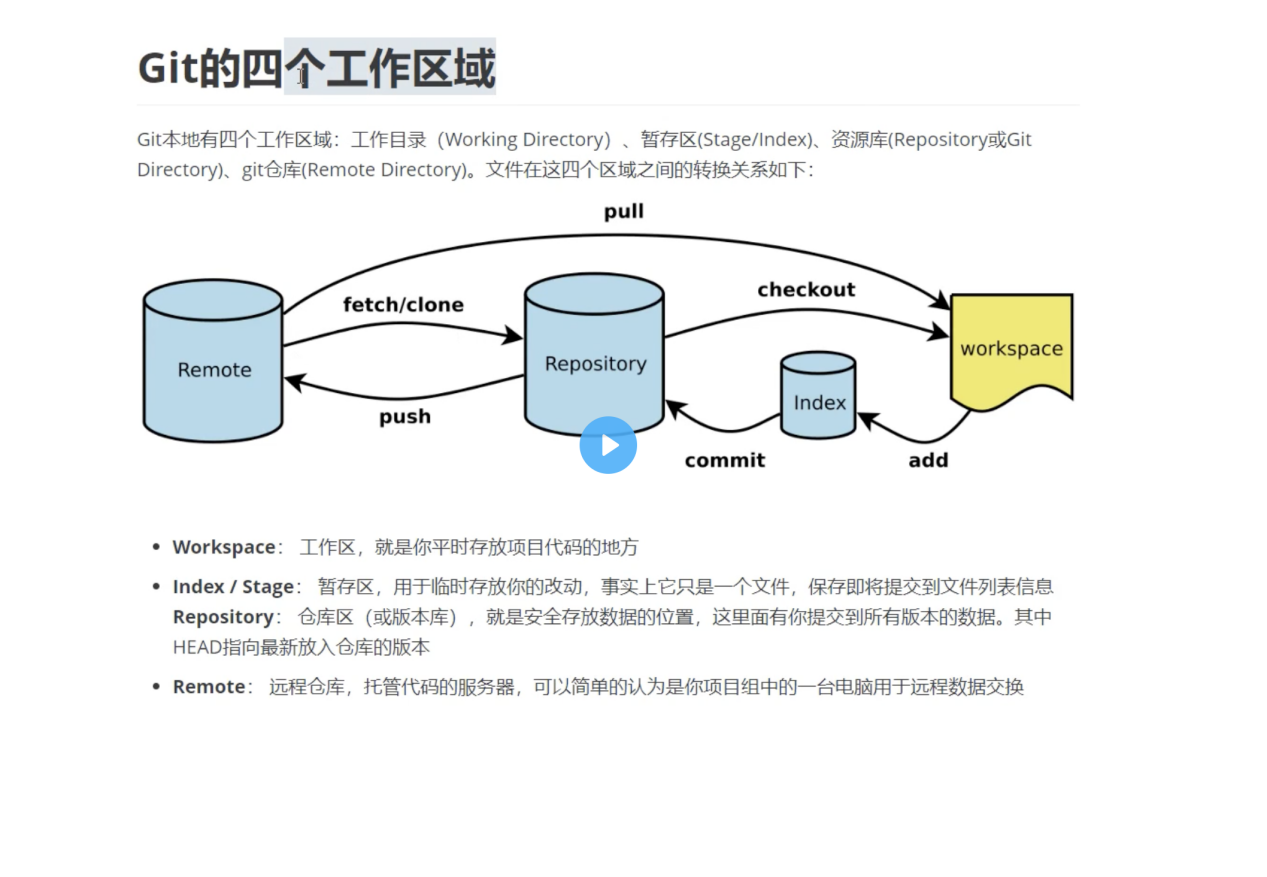 Git的四个工作区域
Git本地有四个工作区域：工作目录（Working Directory）、暂存区(Stage/Index)、资源库(Repository或Git
Directory)、git仓库(Remote Directory)。文件在这四个区域之间的转换关系如下：
pull
fetch/clone
checkout
Remote
Repository
workspace
Index
push
commit
add
Workspace： 工作区，就是你平时存放项目代码的地方
Index / Stage： 暂存区，用于临时存放你的改动，事实上它只是一个文件，保存即将提交到文件列表信息
Repository： 仓库区（或版本库），就是安全存放数据的位置，这里面有你提交到所有版本的数据。其中
HEAD指向最新放入仓库的版本
Remote： 远程仓库，托管代码的服务器，可以简单的认为是你项目组中的一台电脑用于远程数据交换